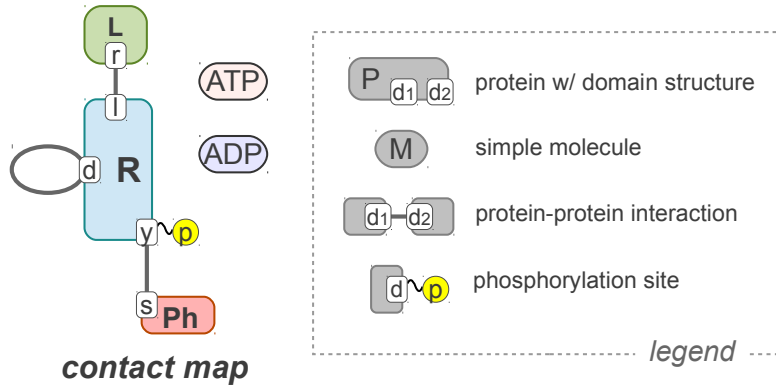 L
r
l
d
R
y
p
s
Ph
contact map
ATP
ADP
P
d1 d2
protein w/ domain structure
M
simple molecule
d1 d2
protein-protein interaction
d p
phosphorylation site
legend